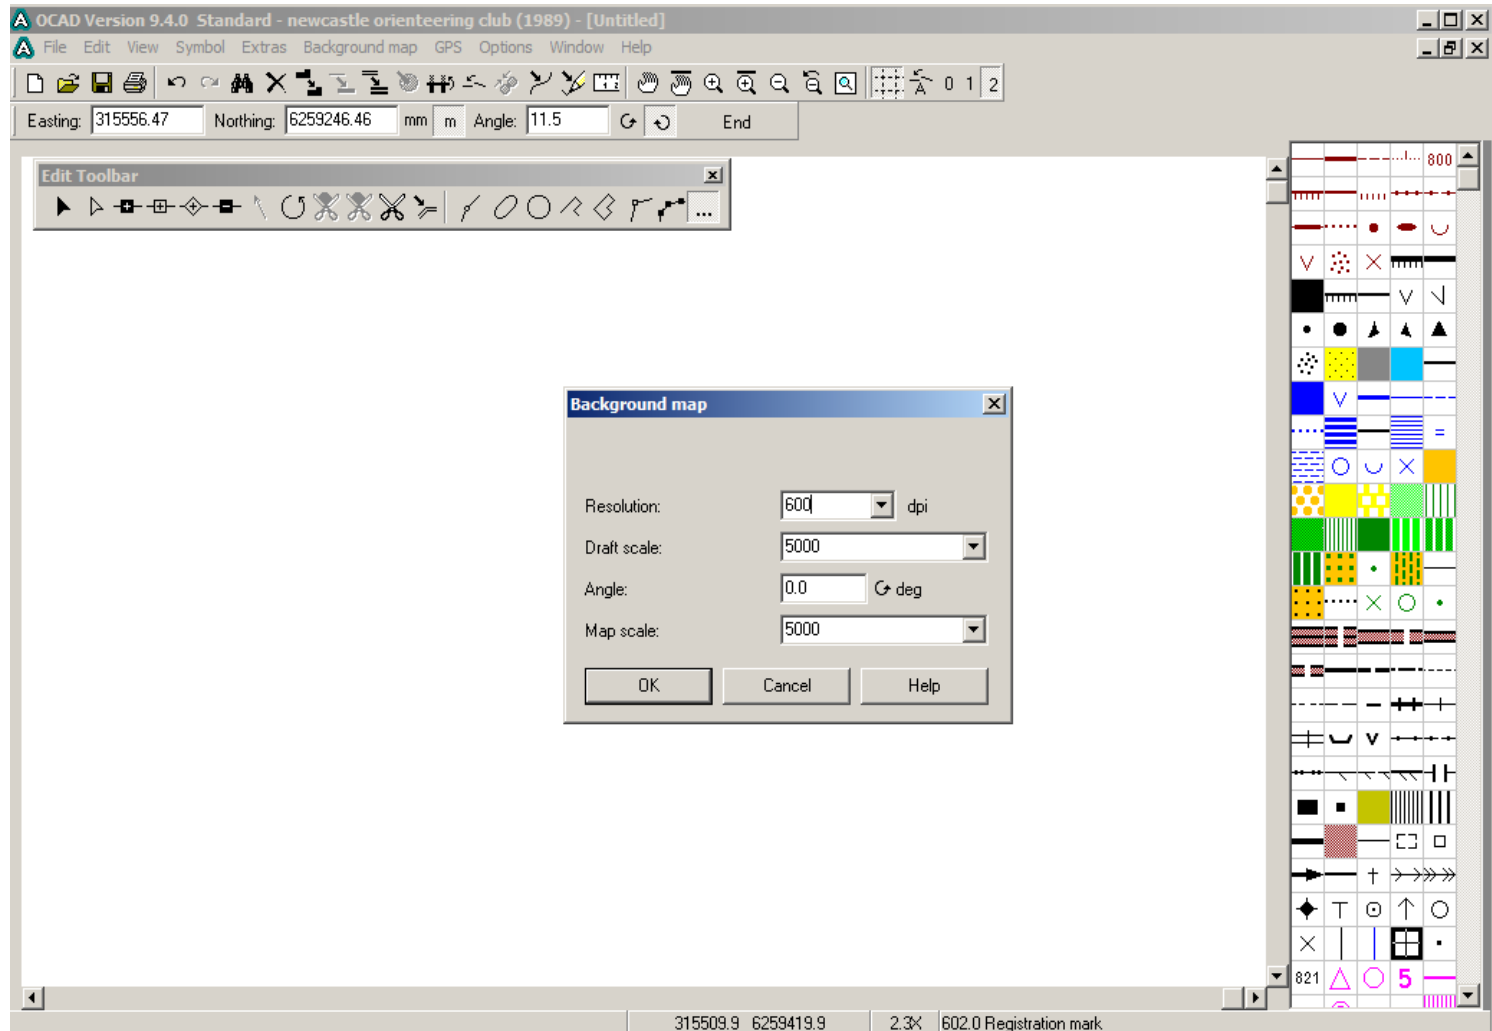 OCAD Version 9.4.0 Standard - newcastle orienteering club (1989) - [Untitled]
File Edit View Symbol Extras Background map GPS Options Window Help
0 1 2
Easting: 315556.47 Northing: 6259246.46 mm m Angle: 11.5 End
Edit Toolbar
800
Background map
Resolution: 600 dpi
Draft scale: 5000
Angle: 0.0 deg
Map scale: 5000
OK Cancel Help
821 5
315509.9 6259419.9 2.3X 602.0 Registration mark